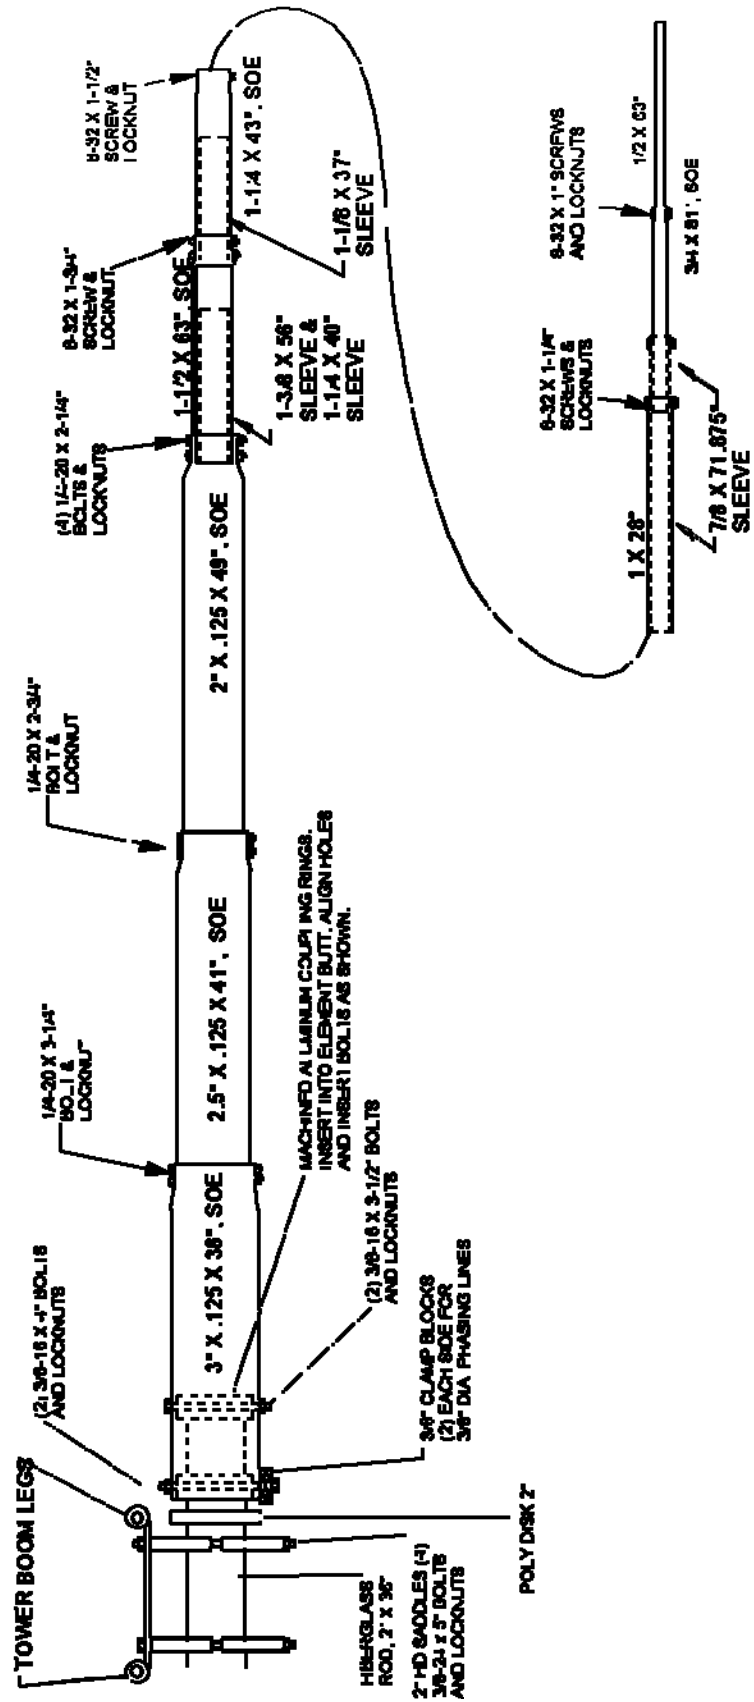 TOWER BOOM LEGS
(2) 3/8-16 X 4" BOLTS
AND LOCKNUTS
1/4-20 X 3-1/4"
BOLT &
LOCKNUT
1/4-20 X 2-3/4"
BOLT &
LOCKNUT
(4) 1/4-20 X 2-1/4"
BOLTS &
LOCKNUTS
8-32 X 1-3/4"
SCREW &
LOCKNUT
8-32 X 1-1/2"
SCREW &
LOCKNUT
3" X .125 X 38", SOE
2.5" X .125 X 41", SOE
2" X .125 X 49", SOE
1-1/2 X 63", SOE
1-1/4 X 43", SOE
1-3/8 X 56"
SLEEVE &
1-1/4 X 40"
SLEEVE
1-1/8 X 37"
SLEEVE
MACHINED ALUMINUM COUPLING RINGS.
INSERT INTO ELEMENT BUTT, ALIGN HOLES
AND INSERT BOLTS AS SHOWN.
(2) 3/8-16 X 3-1/2" BOLTS
AND LOCKNUTS
3/8" CLAMP BLOCKS
(2) EACH SIDE FOR
3/8" DIA PHASING LINES
POLY DISK 2"
FIBERGLASS
ROD, 2" X 36"
2" HD SADDLES (4)
3/8-24 x 5" BOLTS
AND LOCKNUTS
8-32 X 1-1/4"
SCREWS &
LOCKNUTS
8-32 X 1" SCREWS
AND LOCKNUTS
1 X 28"
1/2 X 63"
7/8 X 71.875"
SLEEVE
3/4 X 81", SOE